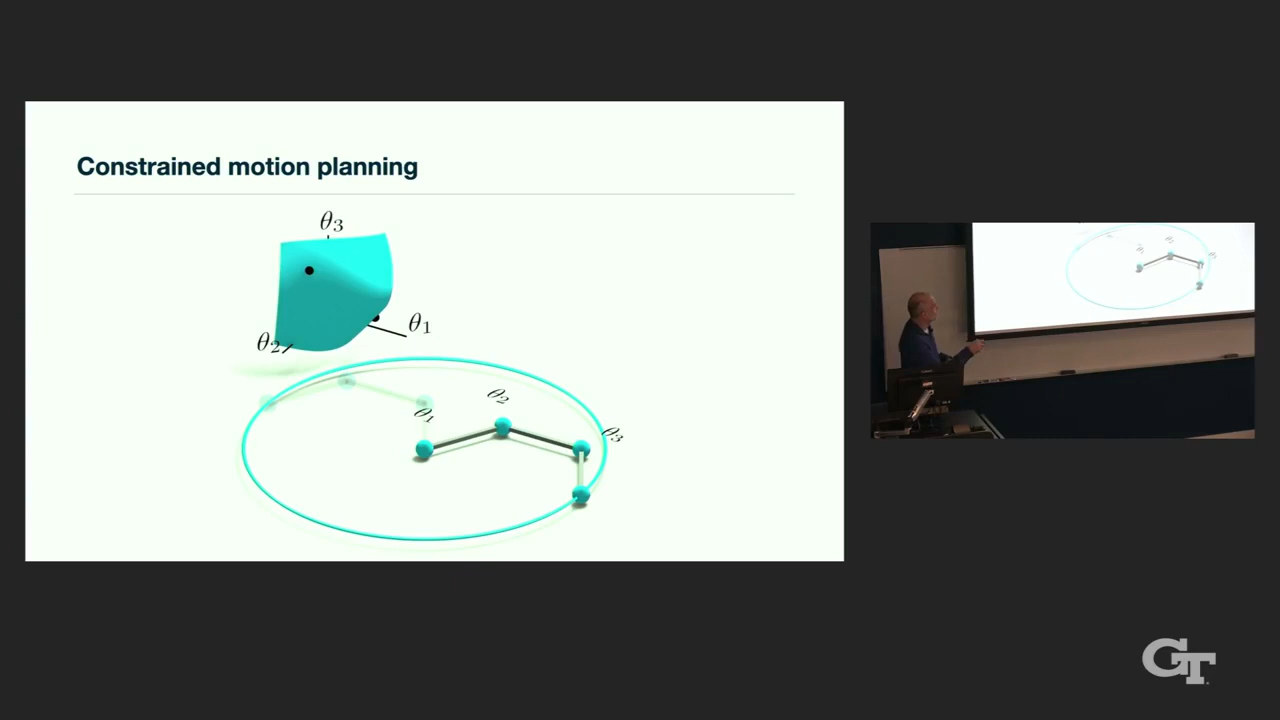 Constrained motion planning
θ3
θ1
θ2
θ1
θ2
θ3
GT